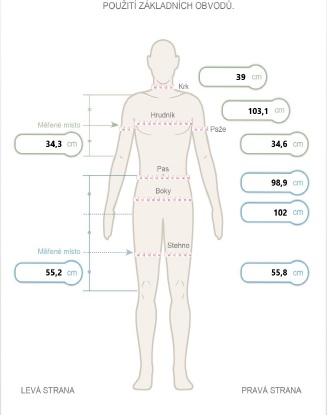 POUŽITÍ ZÁKLADNÍCH OBVODŮ.
Krk
39 cm
Hrudník
103,1 cm
Měřené místo
Paže
34,3 cm
34,6 cm
Pas
98,9 cm
Boky
102 cm
Stehno
Měřené místo
55,2 cm
55,8 cm
LEVÁ STRANA
PRAVÁ STRANA